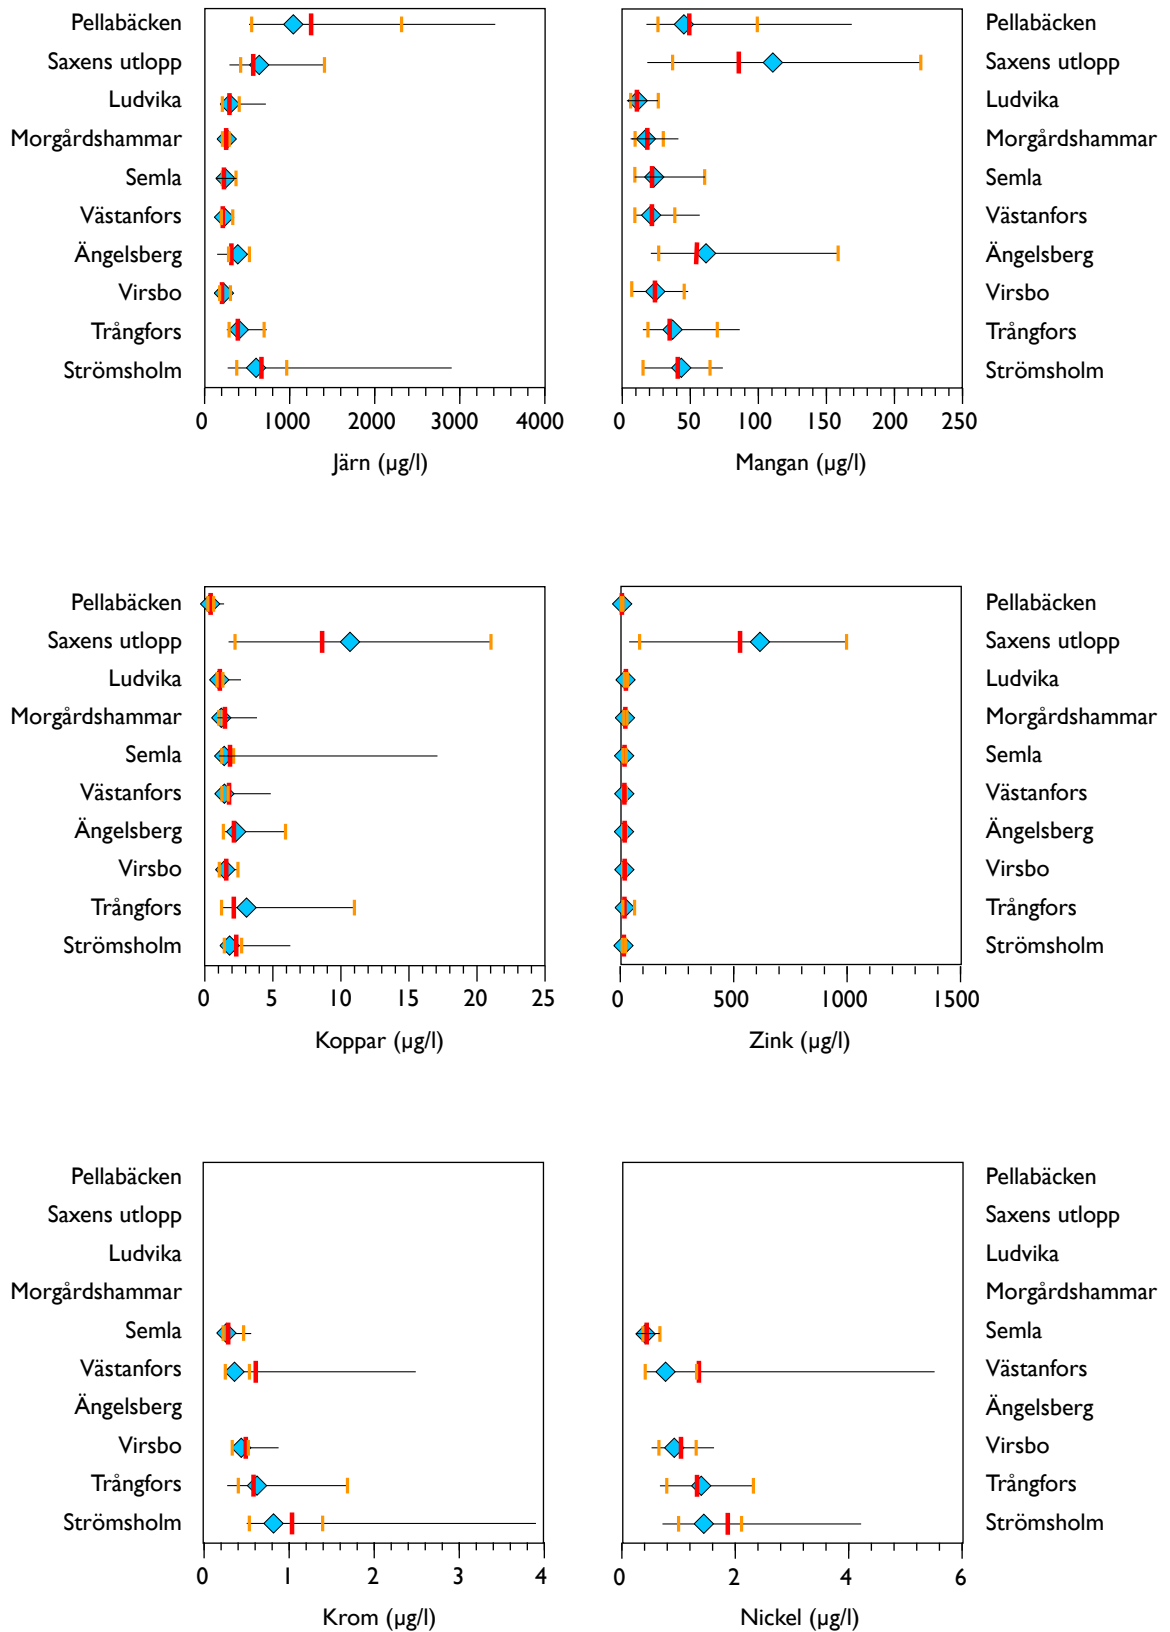 Pellabäcken
Saxens utlopp
Ludvika
Morgårdshammar
Semla
Västanfors
Ängelsberg
Virsbo
Trångfors
Strömsholm
0 1000 2000 3000 4000
Järn (µg/l)
Pellabäcken
Saxens utlopp
Ludvika
Morgårdshammar
Semla
Västanfors
Ängelsberg
Virsbo
Trångfors
Strömsholm
0 50 100 150 200 250
Mangan (µg/l)
Pellabäcken
Saxens utlopp
Ludvika
Morgårdshammar
Semla
Västanfors
Ängelsberg
Virsbo
Trångfors
Strömsholm
0 5 10 15 20 25
Koppar (µg/l)
Pellabäcken
Saxens utlopp
Ludvika
Morgårdshammar
Semla
Västanfors
Ängelsberg
Virsbo
Trångfors
Strömsholm
0 500 1000 1500
Zink (µg/l)
Pellabäcken
Saxens utlopp
Ludvika
Morgårdshammar
Semla
Västanfors
Ängelsberg
Virsbo
Trångfors
Strömsholm
0 1 2 3 4
Krom (µg/l)
Pellabäcken
Saxens utlopp
Ludvika
Morgårdshammar
Semla
Västanfors
Ängelsberg
Virsbo
Trångfors
Strömsholm
0 2 4 6
Nickel (µg/l)